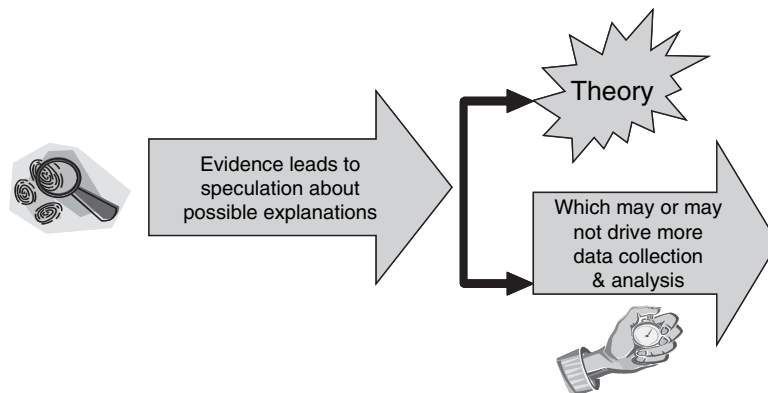 Theory
Evidence leads to
speculation about
possible explanations
Which may or may
not drive more
data collection
& analysis